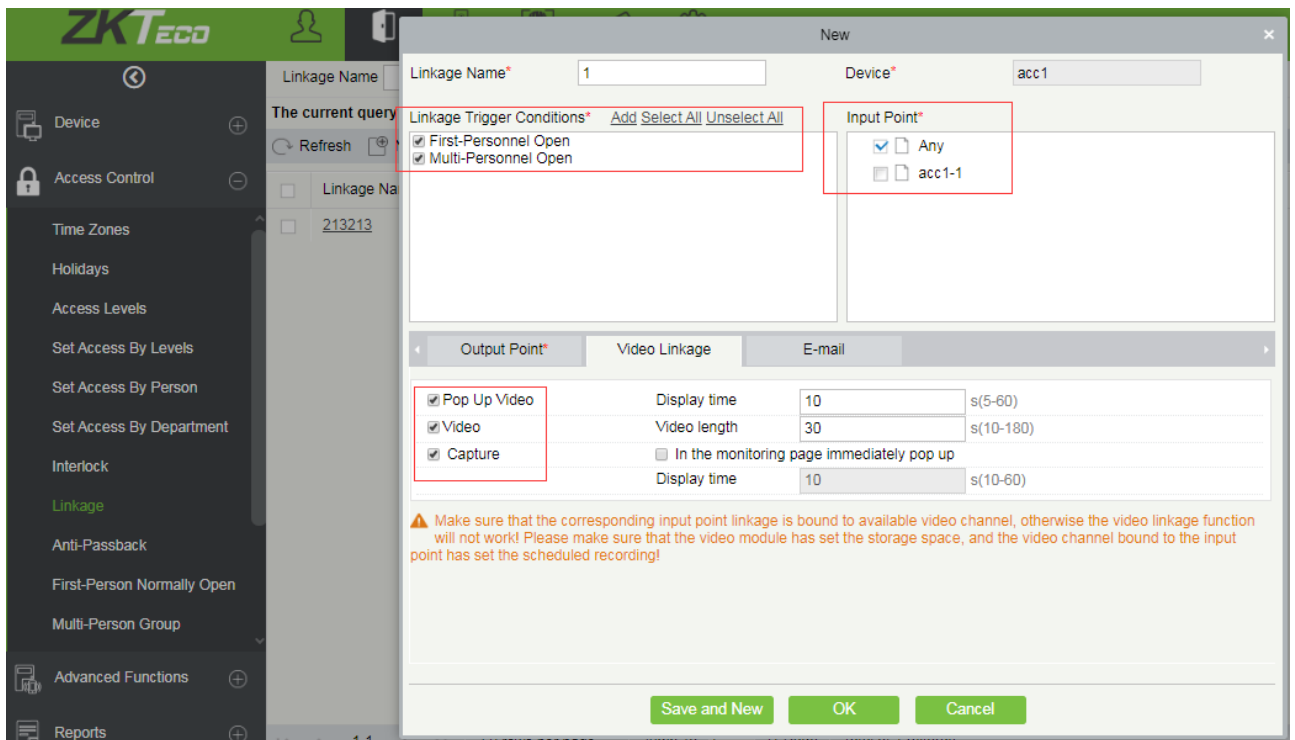 ZKTeco
New
Linkage Name
The current query
Refresh
Linkage Na
213213
Device
Access Control
Time Zones
Holidays
Access Levels
Set Access By Levels
Set Access By Person
Set Access By Department
Interlock
Linkage
Anti-Passback
First-Person Normally Open
Multi-Person Group
Advanced Functions
Reports
Linkage Name* 1 Device* acc1
Linkage Trigger Conditions* Add Select All Unselect All Input Point*
First-Personnel Open
Multi-Personnel Open
Any
acc1-1
Output Point* Video Linkage E-mail
Pop Up Video Display time 10 s(5-60)
Video Video length 30 s(10-180)
Capture In the monitoring page immediately pop up
Display time 10 s(10-60)
Make sure that the corresponding input point linkage is bound to available video channel, otherwise the video linkage function
will not work! Please make sure that the video module has set the storage space, and the video channel bound to the input
point has set the scheduled recording!
Save and New OK Cancel